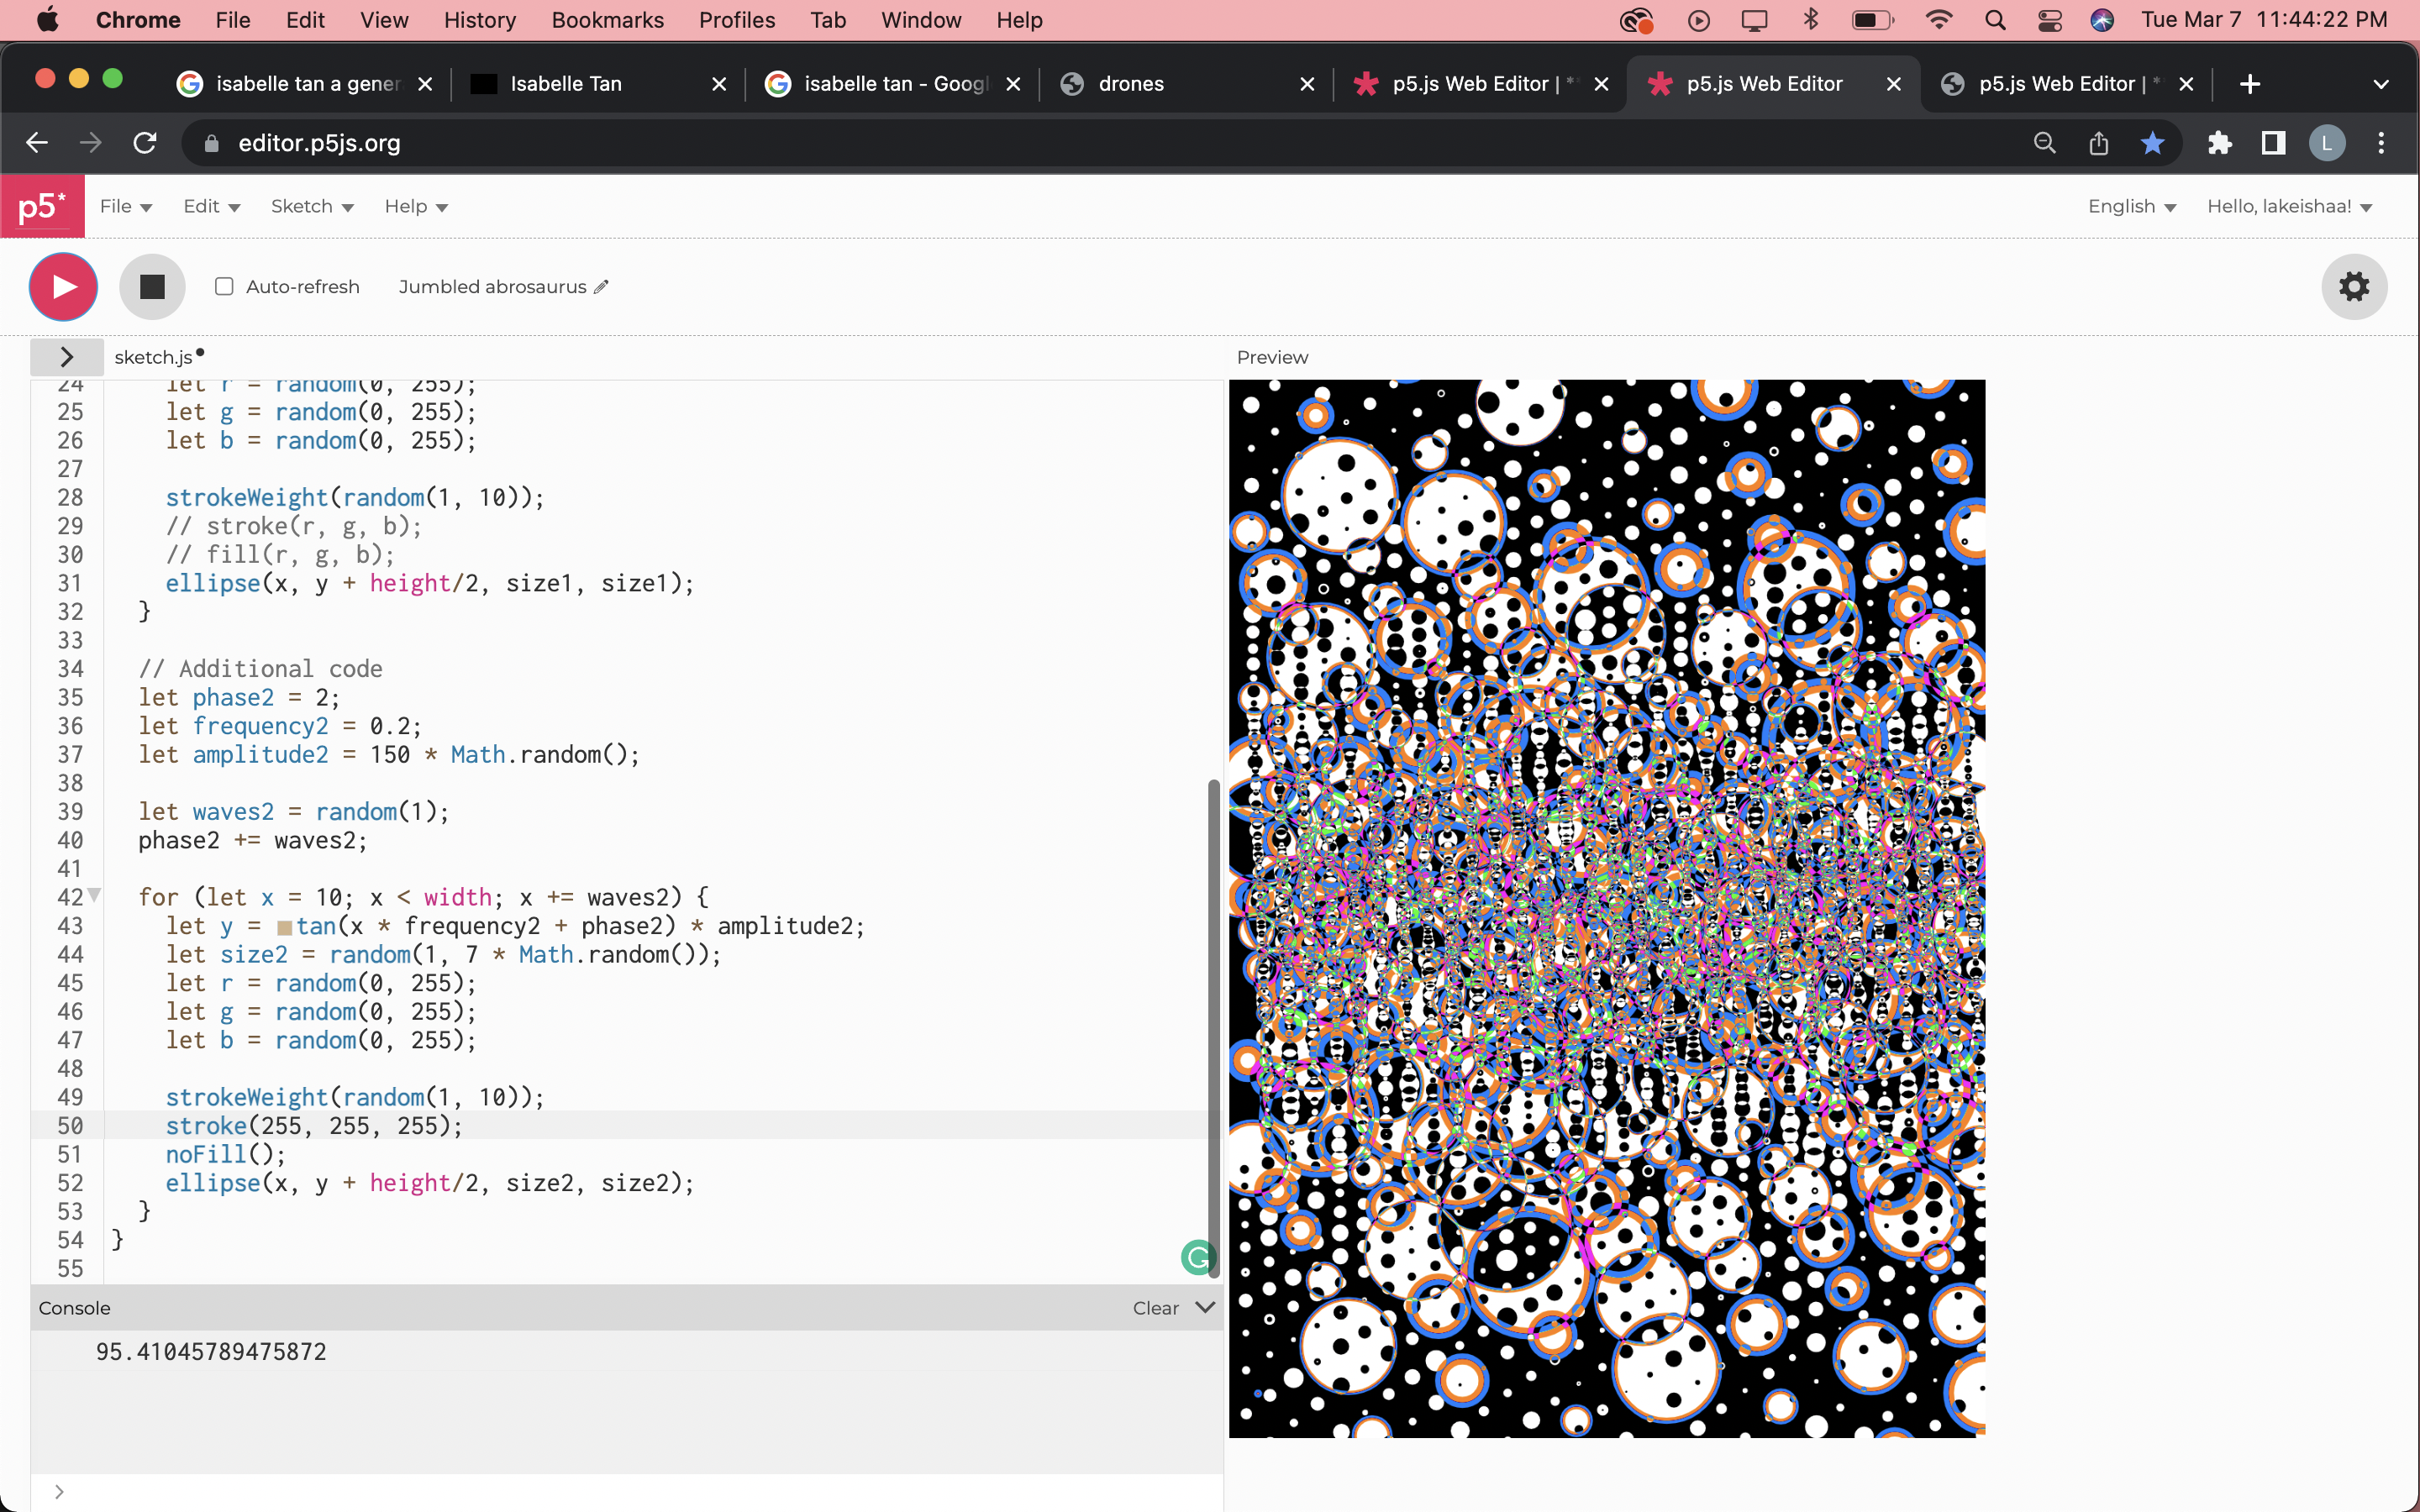 Chrome File Edit View History Bookmarks Profiles Tab Window Help Tue Mar 7 11:44:22 PM
isabelle tan a gener Isabelle Tan isabelle tan - Googl drones p5.js Web Editor | * p5.js Web Editor p5.js Web Editor | *
editor.p5js.org L
p5* File Edit Sketch Help English Hello, lakeishaa!
Auto-refresh Jumbled abrosaurus
sketch.js Preview
24 let r = random(0, 255);
25 let g = random(0, 255);
26 let b = random(0, 255);
27
28 strokeWeight(random(1, 10));
29 // stroke(r, g, b);
30 // fill(r, g, b);
31 ellipse(x, y + height/2, size1, size1);
32 }
33
34 // Additional code
35 let phase2 = 2;
36 let frequency2 = 0.2;
37 let amplitude2 = 150 * Math.random();
38
39 let waves2 = random(1);
40 phase2 += waves2;
41
42 for (let x = 10; x < width; x += waves2) {
43 let y = tan(x * frequency2 + phase2) * amplitude2;
44 let size2 = random(1, 7 * Math.random());
45 let r = random(0, 255);
46 let g = random(0, 255);
47 let b = random(0, 255);
48
49 strokeWeight(random(1, 10));
50 stroke(255, 255, 255);
51 noFill();
52 ellipse(x, y + height/2, size2, size2);
53 }
54 }
55
Console Clear
95.41045789475872